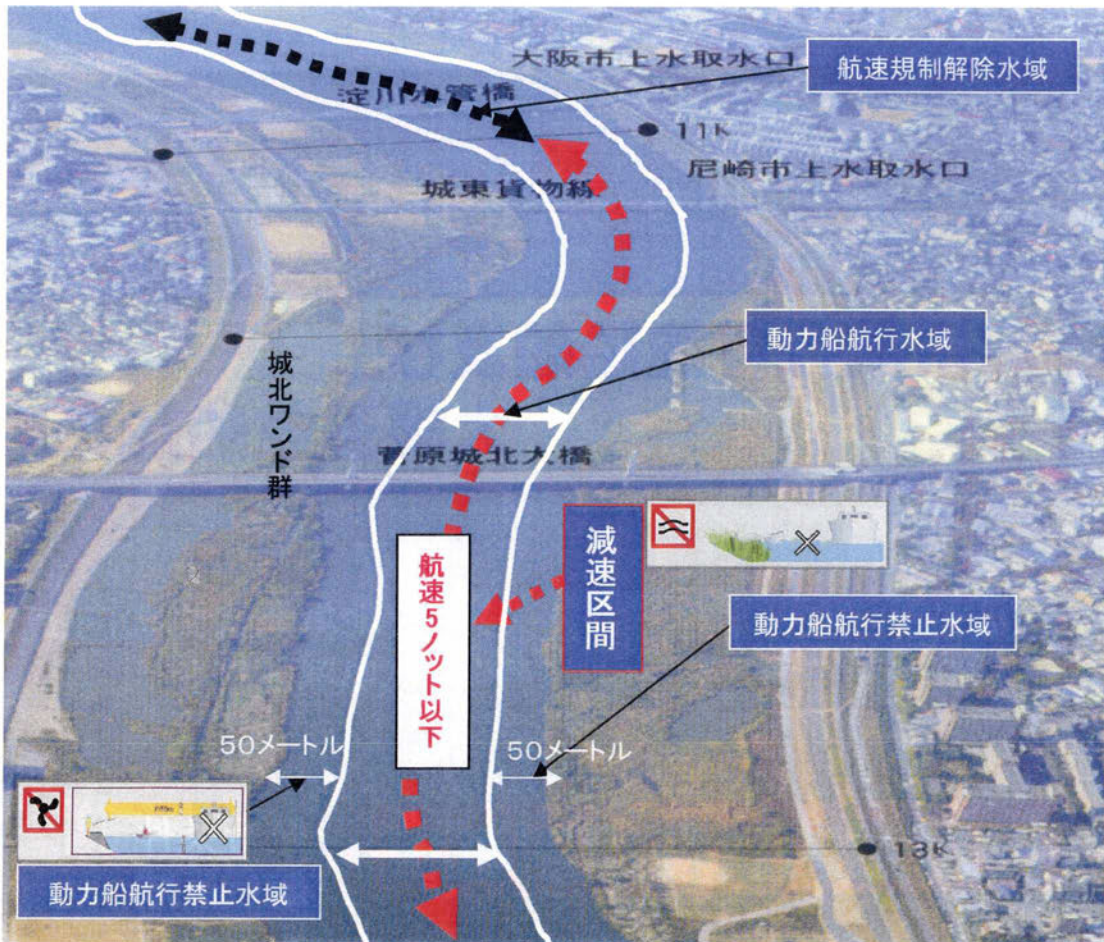 大阪市上水取水口
航速規制解除水域
淀川水管橋
11K
尼崎市上水取水口
城東貨物線
動力船航行水域
城北ワンド群
菅原城北大橋
減速区間
航速5ノット以下
動力船航行禁止水域
50メートル
50メートル
13K
動力船航行禁止水域